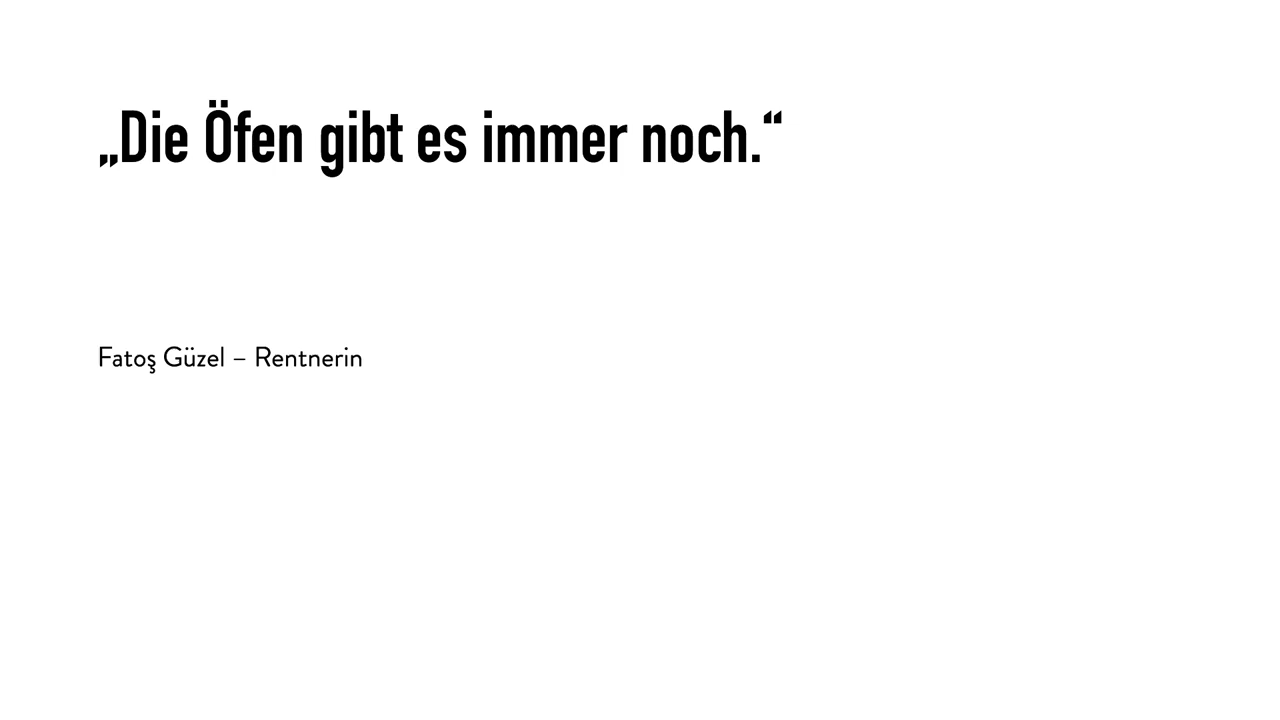 „Die Öfen gibt es immer noch.“
Fatoş Güzel – Rentnerin